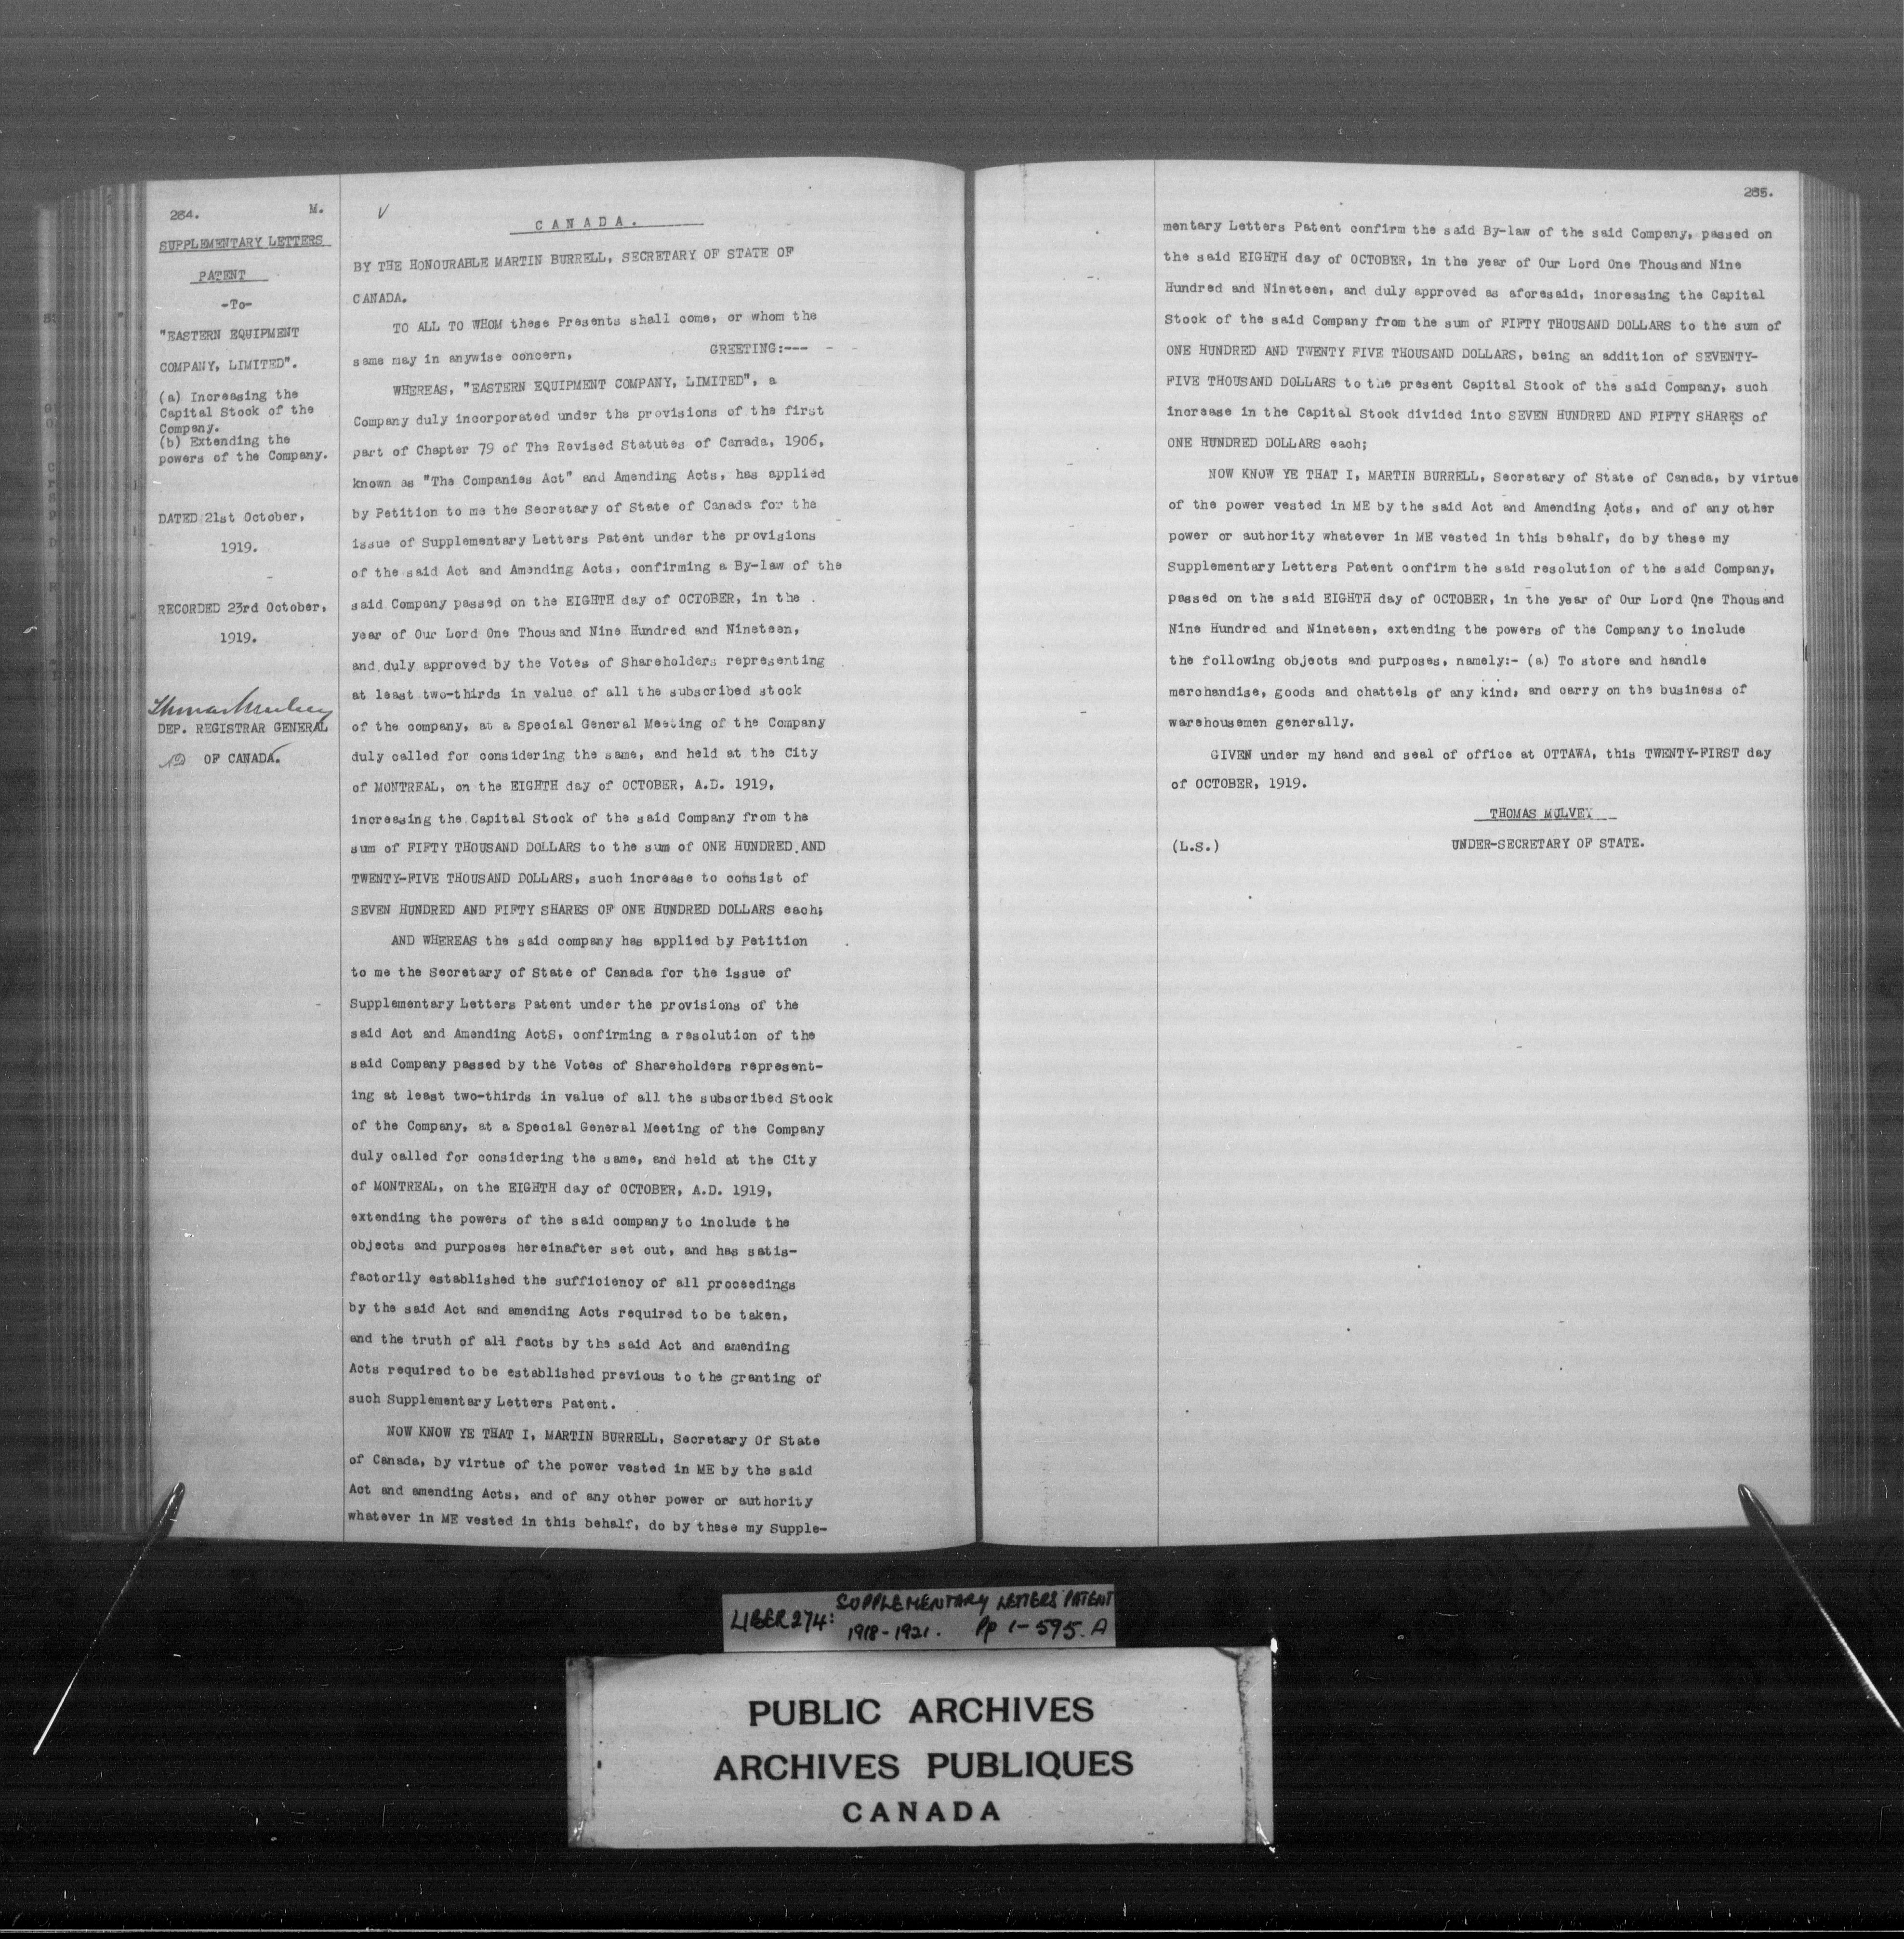 284. M.
SUPPLEMENTARY LETTERS
PATENT
-To-
"EASTERN EQUIPMENT
COMPANY, LIMITED".
(a) Increasing the
Capital Stock of the
Company.
(b) Extending the
powers of the Company.
DATED 21st October,
1919.
RECORDED 23rd October,
1919.
Thomas Mulvey
DEP. REGISTRAR GENERAL
OF CANADA.
CANADA.
BY THE HONOURABLE MARTIN BURRELL, SECRETARY OF STATE OF
CANADA.
TO ALL TO WHOM these Presents shall come, or whom the
same may in anywise concern, GREETING:---
WHEREAS, "EASTERN EQUIPMENT COMPANY, LIMITED", a
Company duly incorporated under the provisions of the first
part of Chapter 79 of The Revised Statutes of Canada, 1906,
known as "The Companies Act" and Amending Acts, has applied
by Petition to me the Secretary of State of Canada for the
issue of Supplementary Letters Patent under the provisions
of the said Act and Amending Acts, confirming a By-law of the
said Company passed on the EIGHTH day of OCTOBER, in the
year of Our Lord One Thousand Nine Hundred and Nineteen,
and duly approved by the Votes of Shareholders representing
at least two-thirds in value of all the subscribed stock
of the company, at a Special General Meeting of the Company
duly called for considering the same, and held at the City
of MONTREAL, on the EIGHTH day of OCTOBER, A.D. 1919,
increasing the Capital Stock of the said Company from the
sum of FIFTY THOUSAND DOLLARS to the sum of ONE HUNDRED AND
TWENTY-FIVE THOUSAND DOLLARS, such increase to consist of
SEVEN HUNDRED AND FIFTY SHARES OF ONE HUNDRED DOLLARS each;
AND WHEREAS the said company has applied by Petition
to me the Secretary of State of Canada for the issue of
Supplementary Letters Patent under the provisions of the
said Act and Amending ActS, confirming a resolution of the
said Company passed by the Votes of Shareholders represent-
ing at least two-thirds in value of all the subscribed Stock
of the Company, at a Special General Meeting of the Company
duly called for considering the same, and held at the City
of MONTREAL, on the EIGHTH day of OCTOBER, A.D. 1919,
extending the powers of the said company to include the
objects and purposes hereinafter set out, and has satis-
factorily established the sufficiency of all proceedings
by the said Act and amending Acts required to be taken,
and the truth of all facts by the said Act and amending
Acts required to be established previous to the granting of
such Supplementary Letters Patent.
NOW KNOW YE THAT I, MARTIN BURRELL, Secretary Of State
of Canada, by virtue of the power vested in ME by the said
Act and amending Acts, and of any other power or authority
whatever in ME vested in this behalf, do by these my Supple-
285.
mentary Letters Patent confirm the said By-law of the said Company, passed on
the said EIGHTH day of OCTOBER, in the year of Our Lord One Thousand Nine
Hundred and Nineteen, and duly approved as aforesaid, increasing the Capital
Stock of the said Company from the sum of FIFTY THOUSAND DOLLARS to the sum of
ONE HUNDRED AND TWENTY FIVE THOUSAND DOLLARS, being an addition of SEVENTY-
FIVE THOUSAND DOLLARS to the present Capital Stock of the said Company, such
increase in the Capital Stock divided into SEVEN HUNDRED AND FIFTY SHARES of
ONE HUNDRED DOLLARS each;
NOW KNOW YE THAT I, MARTIN BURRELL, Secretary of State of Canada, by virtue
of the power vested in ME by the said Act and Amending Acts, and of any other
power or authority whatever in ME vested in this behalf, do by these my
Supplementary Letters Patent confirm the said resolution of the said Company,
passed on the said EIGHTH day of OCTOBER, in the year of Our Lord One Thousand
Nine Hundred and Nineteen, extending the powers of the Company to include
the following objects and purposes, namely:- (a) To store and handle
merchandise, goods and chattels of any kind, and carry on the business of
warehousemen generally.
GIVEN under my hand and seal of office at OTTAWA, this TWENTY-FIRST day
of OCTOBER, 1919.
THOMAS MULVEY
(L.S.) UNDER-SECRETARY OF STATE.
LIBER 274: SUPPLEMENTARY LETTERS PATENT
1918-1921. Pp 1-595.A
PUBLIC ARCHIVES
ARCHIVES PUBLIQUES
CANADA